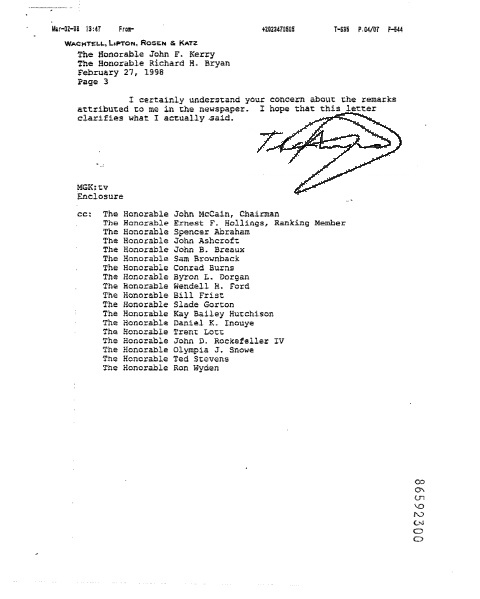 Mar-02-98 13:47 From- +2023470505 T-535 P.04/07 F-544
WACHTELL, LIPTON, ROSEN & KATZ
The Honorable John F. Kerry
The Honorable Richard H. Bryan
February 27, 1998
Page 3
I certainly understand your concern about the remarks
attributed to me in the newspaper. I hope that this letter
clarifies what I actually said.
MGK:tv
Enclosure
cc: The Honorable John McCain, Chairman
The Honorable Ernest F. Hollings, Ranking Member
The Honorable Spencer Abraham
The Honorable John Ashcroft
The Honorable John B. Breaux
The Honorable Sam Brownback
The Honorable Conrad Burns
The Honorable Byron L. Dorgan
The Honorable Wendell H. Ford
The Honorable Bill Frist
The Honorable Slade Gorton
The Honorable Kay Bailey Hutchison
The Honorable Daniel K. Inouye
The Honorable Trent Lott
The Honorable John D. Rockefeller IV
The Honorable Olympia J. Snowe
The Honorable Ted Stevens
The Honorable Ron Wyden
86592300